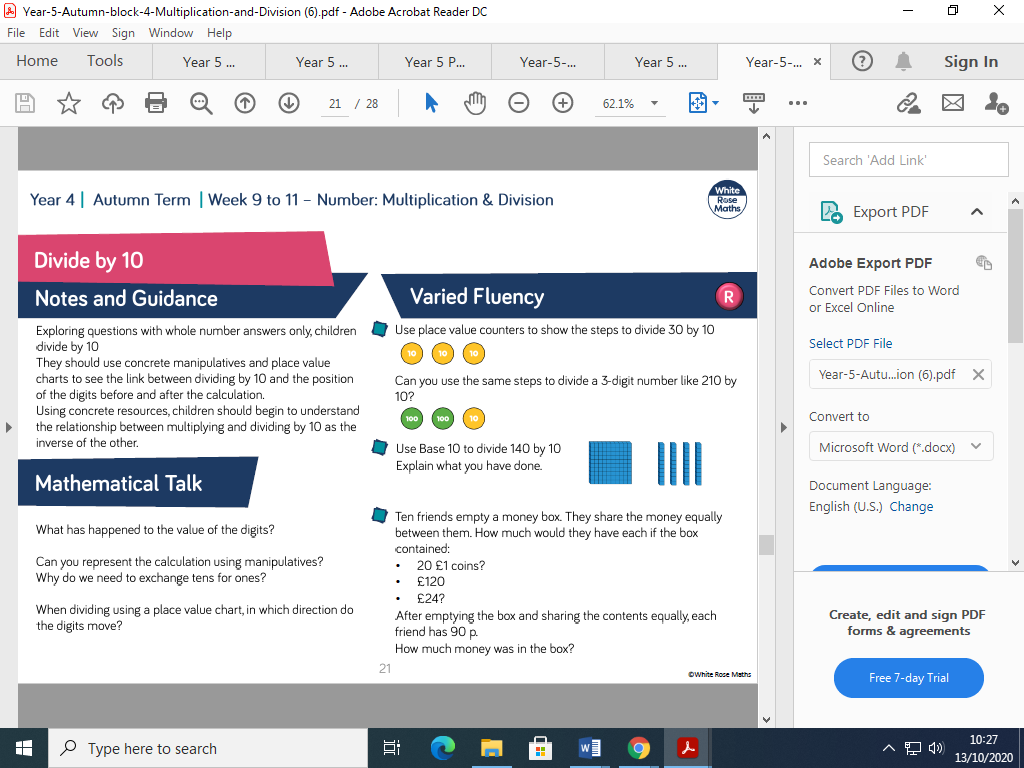 Year-5-Autumn-block-4-Multiplication-and-Division (6).pdf - Adobe Acrobat Reader DC
File Edit View Sign Window Help
Home Tools Year 5 ... Year 5 ... Year 5 P... Year-5-... Year 5 ... Year-5-... × ? Sign In
21 / 28 62.1%
Search 'Add Link'
Export PDF
Adobe Export PDF
Convert PDF Files to Word
or Excel Online
Select PDF File
Year-5-Autu...ion (6).pdf
Convert to
Microsoft Word (*.docx)
Document Language:
English (U.S.) Change
Create, edit and sign PDF
forms & agreements
Free 7-day Trial
Year 4 | Autumn Term | Week 9 to 11 – Number: Multiplication & Division
White
Rose
Maths
Divide by 10
Notes and Guidance
Exploring questions with whole number answers only, children
divide by 10
They should use concrete manipulatives and place value
charts to see the link between dividing by 10 and the position
of the digits before and after the calculation.
Using concrete resources, children should begin to understand
the relationship between multiplying and dividing by 10 as the
inverse of the other.
Mathematical Talk
What has happened to the value of the digits?
Can you represent the calculation using manipulatives?
Why do we need to exchange tens for ones?
When dividing using a place value chart, in which direction do
the digits move?
Varied Fluency
R
Use place value counters to show the steps to divide 30 by 10
10 10 10
Can you use the same steps to divide a 3-digit number like 210 by
10?
100 100 10
Use Base 10 to divide 140 by 10
Explain what you have done.
Ten friends empty a money box. They share the money equally
between them. How much would they have each if the box
contained:
• 20 £1 coins?
• £120
• £24?
After emptying the box and sharing the contents equally, each
friend has 90 p.
How much money was in the box?
21
©White Rose Maths
Type here to search
10:27
13/10/2020